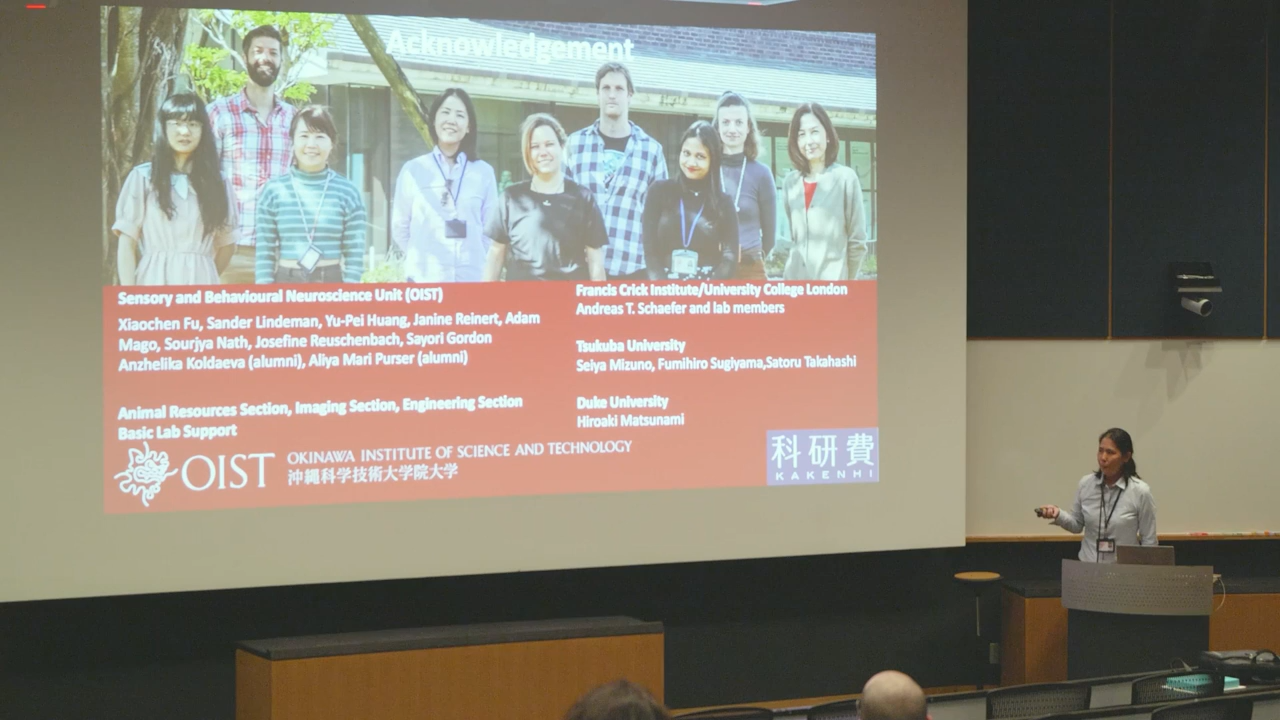 Acknowledgement
Sensory and Behavioural Neuroscience Unit (OIST)
Xiaochen Fu, Sander Lindeman, Yu-Pei Huang, Janine Reinert, Adam
Mago, Sourjya Nath, Josefine Reuschenbach, Sayori Gordon
Anzhelika Koldaeva (alumni), Aliya Mari Purser (alumni)
Animal Resources Section, Imaging Section, Engineering Section
Basic Lab Support
Francis Crick Institute/University College London
Andreas T. Schaefer and lab members
Tsukuba University
Seiya Mizuno, Fumihiro Sugiyama,Satoru Takahashi
Duke University
Hiroaki Matsunami
OIST
OKINAWA INSTITUTE OF SCIENCE AND TECHNOLOGY
沖縄科学技術大学院大学
科研費
KAKENHI